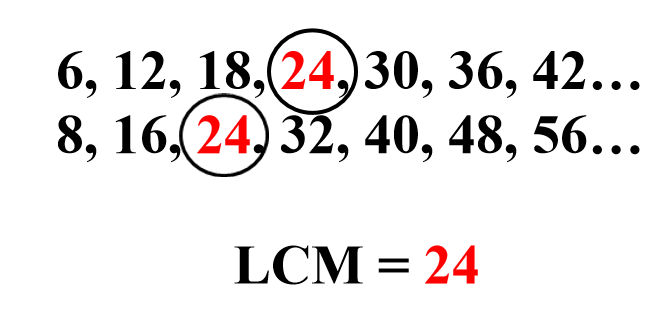 6, 12, 18, 24, 30, 36, 42...
8, 16, 24, 32, 40, 48, 56...
LCM = 24